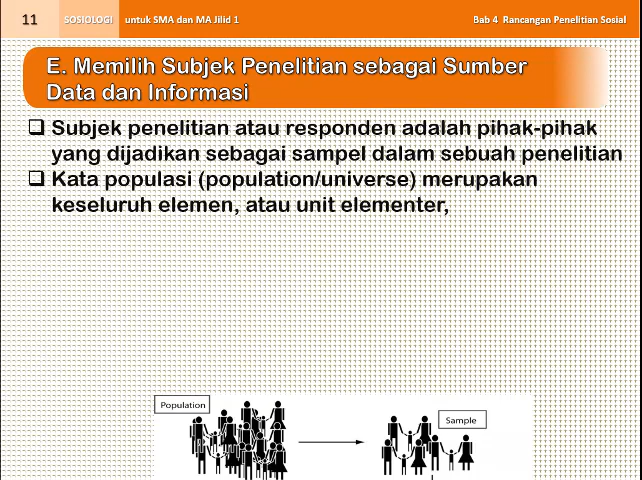 11 SOSIOLOGI untuk SMA dan MA Jilid 1 Bab 4 Rancangan Penelitian Sosial
E. Memilih Subjek Penelitian sebagai Sumber
Data dan Informasi
Subjek penelitian atau responden adalah pihak-pihak
yang dijadikan sebagai sampel dalam sebuah penelitian
Kata populasi (population/universe) merupakan
keseluruh elemen, atau unit elementer,
Population
Sample